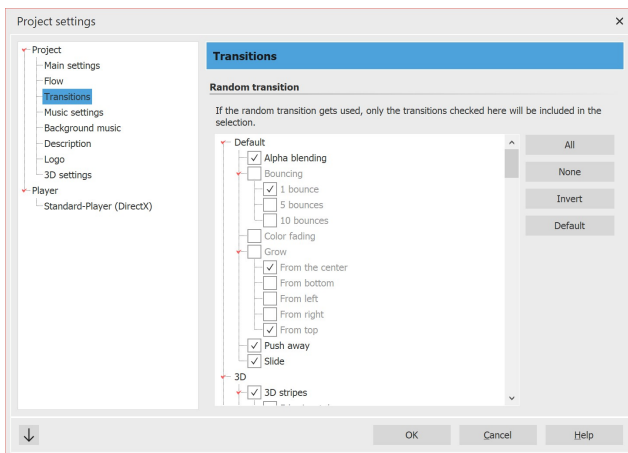 Project settings
Project
Main settings
Flow
Transitions
Music settings
Background music
Description
Logo
3D settings
Player
Standard-Player (DirectX)
Transitions
Random transition
If the random transition gets used, only the transitions checked here will be included in the
selection.
Default
Alpha blending
Bouncing
1 bounce
5 bounces
10 bounces
Color fading
Grow
From the center
From bottom
From left
From right
From top
Push away
Slide
3D
3D stripes
All
None
Invert
Default
OK
Cancel
Help